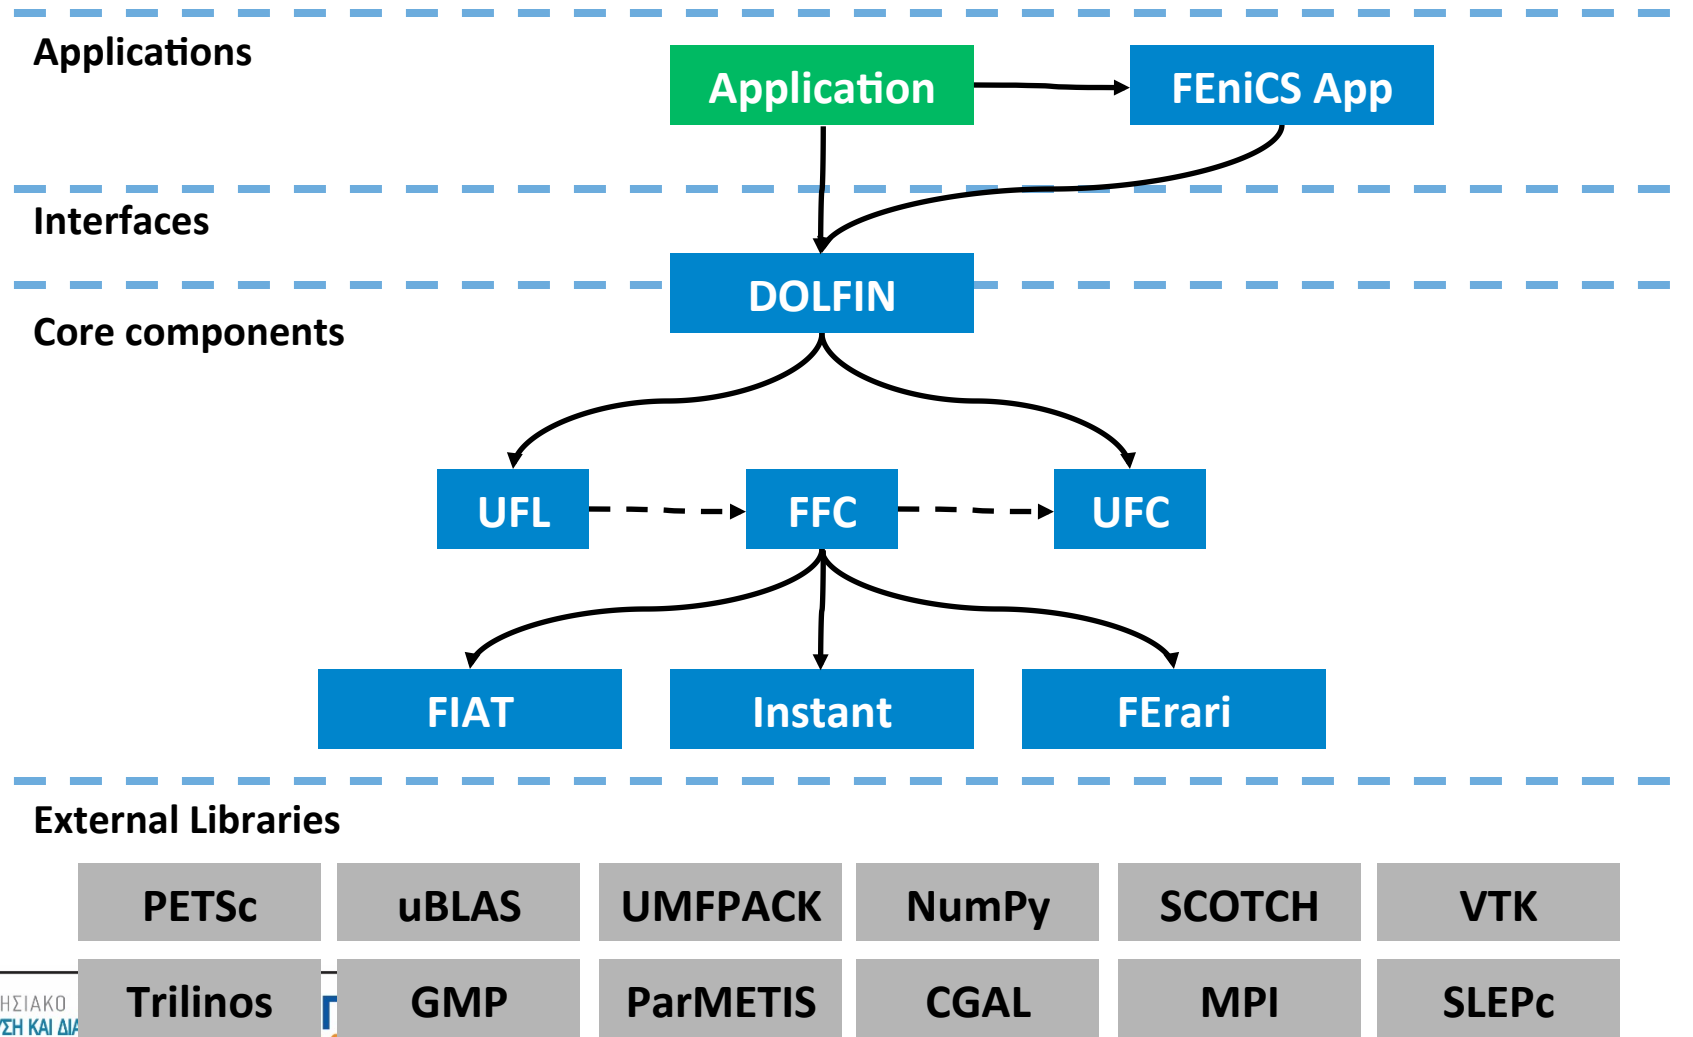 Applications
Application
FEniCS App
Interfaces
DOLFIN
Core components
UFL
FFC
UFC
FIAT
Instant
FErari
External Libraries
PETSc
uBLAS
UMFPACK
NumPy
SCOTCH
VTK
Trilinos
GMP
ParMETIS
CGAL
MPI
SLEPc
ΚΑΙ